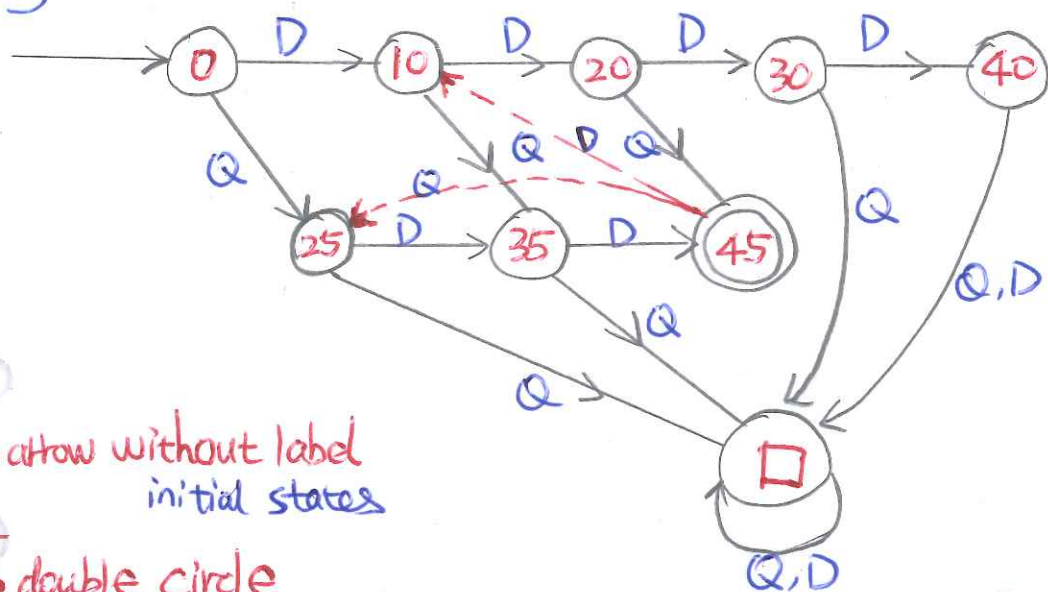 D D D D
0 10 20 30 40
Q Q D Q
Q Q
25 D 35 D 45
Q, D
Q
Q
arrow without label
initial states
double circle
Q, D